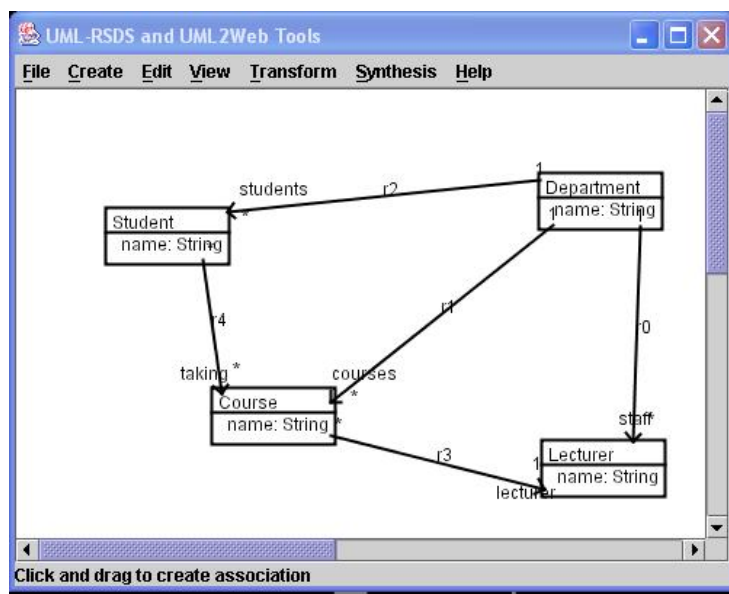 UML-RSDS and UML2Web Tools
File Create Edit View Transform Synthesis Help
1
students r2 Department
* 1 name: String 1
Student
name: String *
r1
r4 r0
taking * courses
Course *
name: String * staff *
r3 Lecturer
1 name: String
lecturer
Click and drag to create association